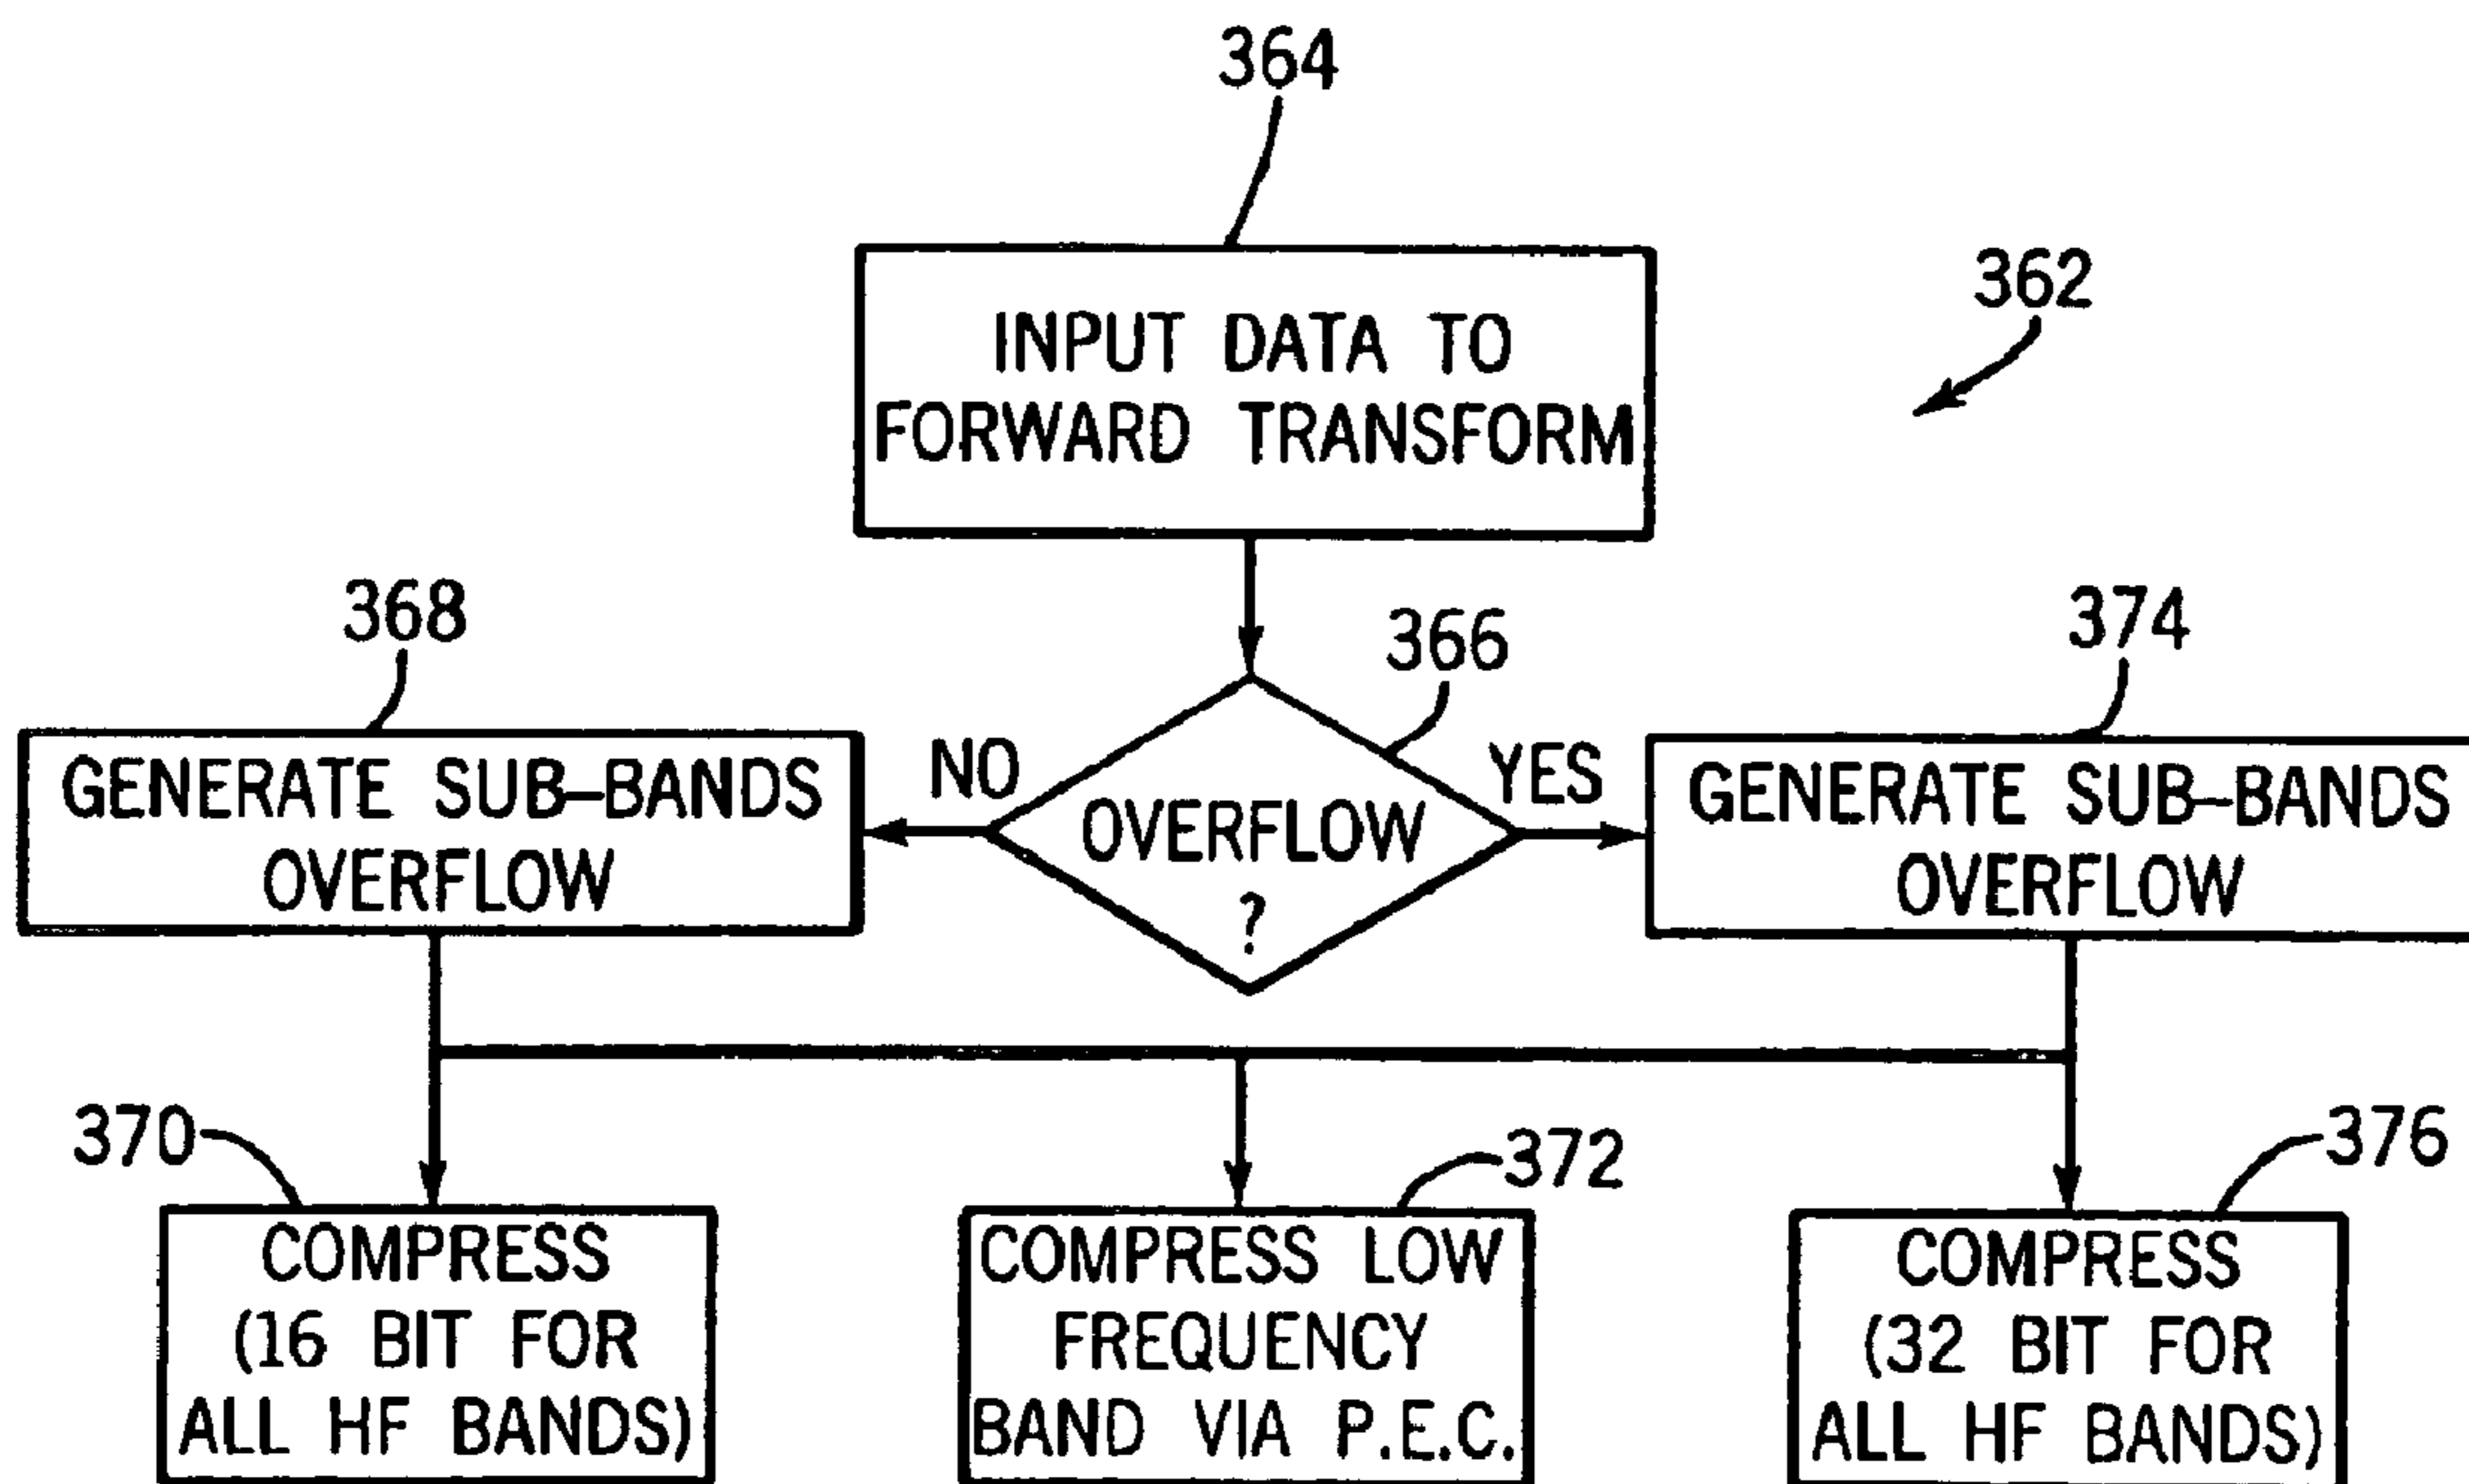 364
362
INPUT DATA TO
FORWARD TRANSFORM
368
366
374
GENERATE SUB-BANDS
OVERFLOW
NO
OVERFLOW
?
YES
GENERATE SUB-BANDS
OVERFLOW
370
372
376
COMPRESS
(16 BIT FOR
ALL HF BANDS)
COMPRESS LOW
FREQUENCY
BAND VIA P.E.C.
COMPRESS
(32 BIT FOR
ALL HF BANDS)